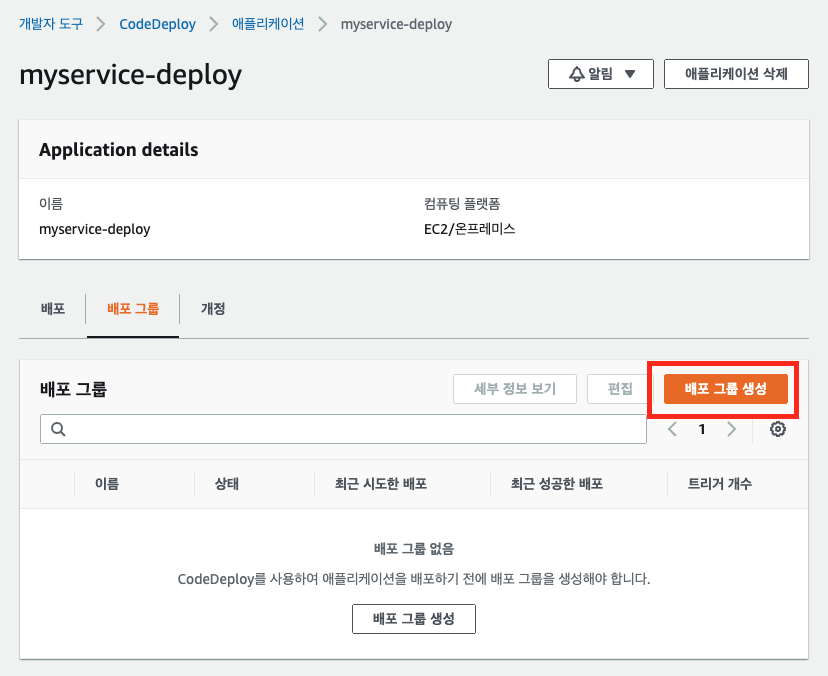 개발자 도구 > CodeDeploy > 애플리케이션 > myservice-deploy
myservice-deploy
알림 ▼ 애플리케이션 삭제
Application details
이름 컴퓨팅 플랫폼
myservice-deploy EC2/온프레미스
배포 배포 그룹 개정
배포 그룹 세부 정보 보기 편집 배포 그룹 생성
< 1 >
이름 상태 최근 시도한 배포 최근 성공한 배포 트리거 개수
배포 그룹 없음
CodeDeploy를 사용하여 애플리케이션을 배포하기 전에 배포 그룹을 생성해야 합니다.
배포 그룹 생성